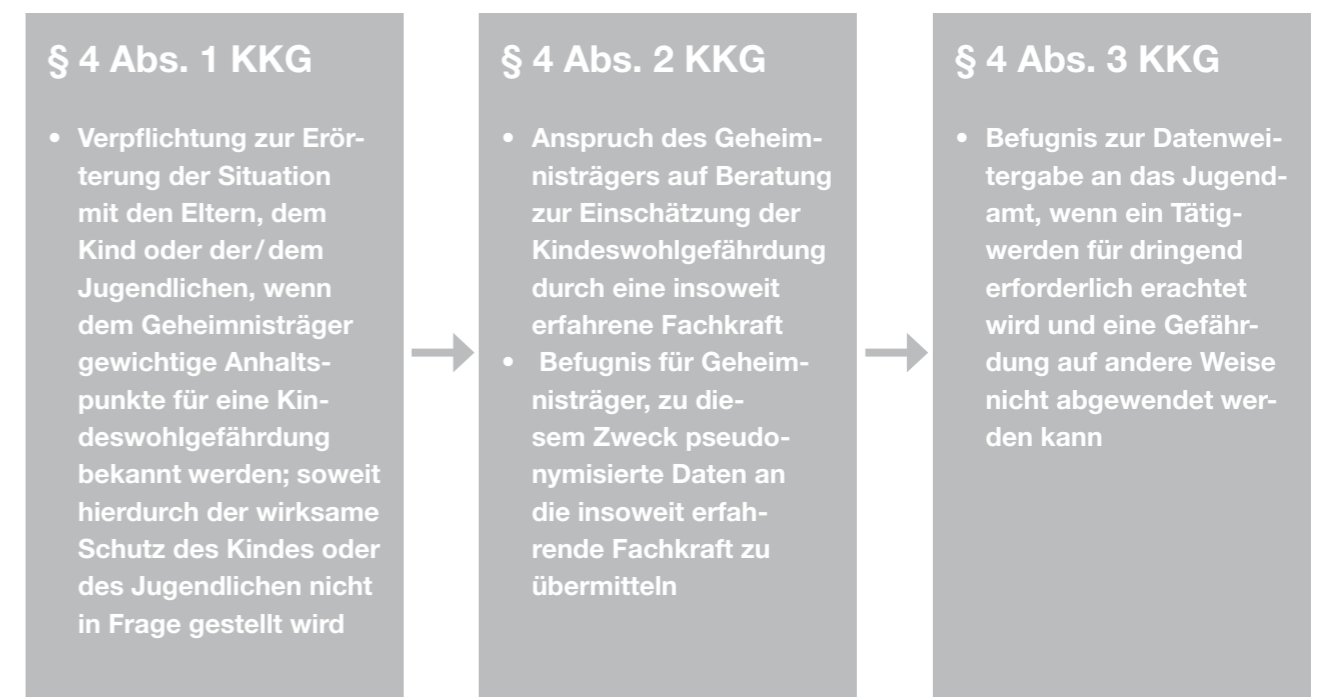 § 4 Abs. 1 KKG
• Verpflichtung zur Erör-
terung der Situation
mit den Eltern, dem
Kind oder der / dem
Jugendlichen, wenn
dem Geheimnisträger
gewichtige Anhalts-
punkte für eine Kin-
deswohlgefährdung
bekannt werden; soweit
hierdurch der wirksame
Schutz des Kindes oder
des Jugendlichen nicht
in Frage gestellt wird
§ 4 Abs. 2 KKG
• Anspruch des Geheim-
nisträgers auf Beratung
zur Einschätzung der
Kindeswohlgefährdung
durch eine insoweit
erfahrene Fachkraft
• Befugnis für Geheim-
nisträger, zu die-
sem Zweck pseudo-
nymisierte Daten an
die insoweit erfah-
rende Fachkraft zu
übermitteln
§ 4 Abs. 3 KKG
• Befugnis zur Datenwei-
tergabe an das Jugend-
amt, wenn ein Tätig-
werden für dringend
erforderlich erachtet
wird und eine Gefähr-
dung auf andere Weise
nicht abgewendet wer-
den kann